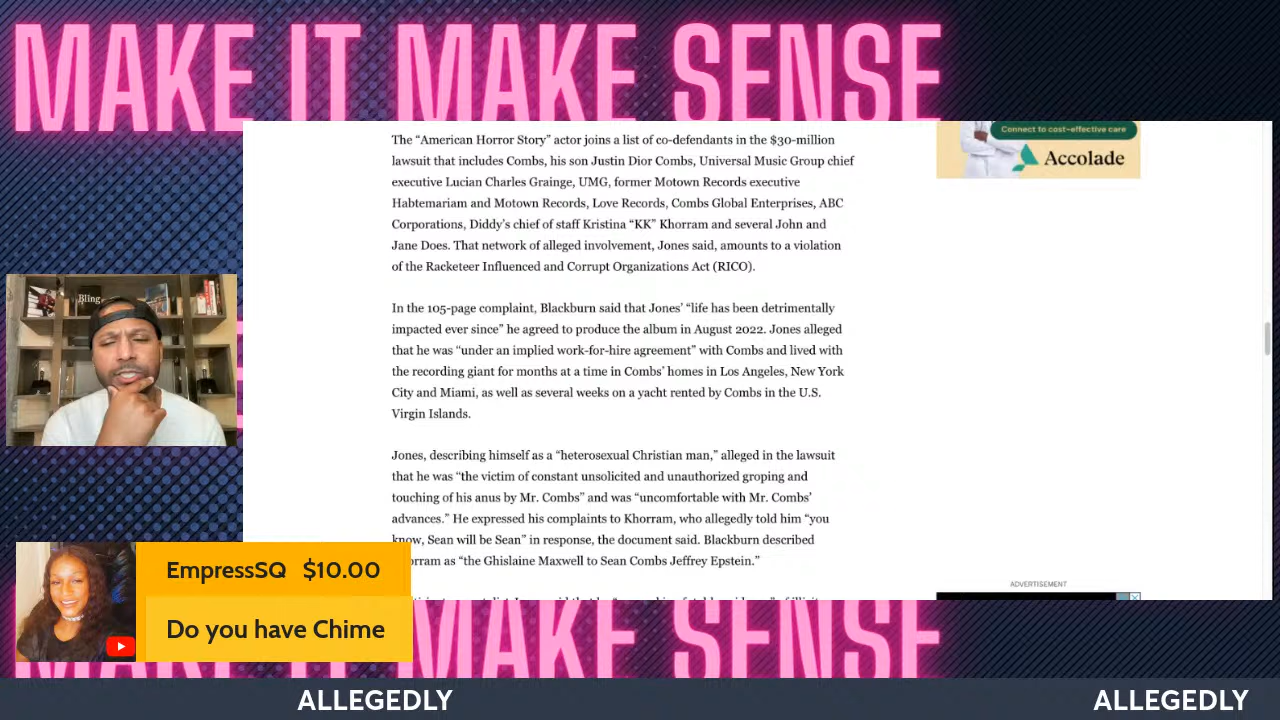 MAKE IT MAKE SENSE
Connect to cost-effective care
Accolade
The “American Horror Story” actor joins a list of co-defendants in the $30-million
lawsuit that includes Combs, his son Justin Dior Combs, Universal Music Group chief
executive Lucian Charles Grainge, UMG, former Motown Records executive
Habtemariam and Motown Records, Love Records, Combs Global Enterprises, ABC
Corporations, Diddy’s chief of staff Kristina “KK” Khorram and several John and
Jane Does. That network of alleged involvement, Jones said, amounts to a violation
of the Racketeer Influenced and Corrupt Organizations Act (RICO).
In the 105-page complaint, Blackburn said that Jones’ “life has been detrimentally
impacted ever since” he agreed to produce the album in August 2022. Jones alleged
that he was “under an implied work-for-hire agreement” with Combs and lived with
the recording giant for months at a time in Combs’ homes in Los Angeles, New York
City and Miami, as well as several weeks on a yacht rented by Combs in the U.S.
Virgin Islands.
Jones, describing himself as a “heterosexual Christian man,” alleged in the lawsuit
that he was “the victim of constant unsolicited and unauthorized groping and
touching of his anus by Mr. Combs” and was “uncomfortable with Mr. Combs’
advances.” He expressed his complaints to Khorram, who allegedly told him “you
know, Sean will be Sean” in response, the document said. Blackburn described
orram as “the Ghislaine Maxwell to Sean Combs Jeffrey Epstein.”
ADVERTISEMENT
Bling
EmpressSQ $10.00
Do you have Chime
MAKE IT MAKE SENSE
ALLEGEDLY
ALLEGEDLY